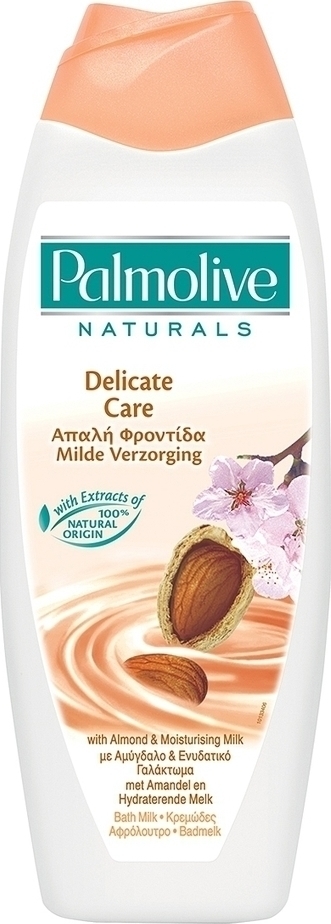 Palmolive
NATURALS
Delicate
Care
Απαλή Φροντίδα
Milde Verzorging
with Extracts of
100%
NATURAL
ORIGIN
with Almond & Moisturising Milk
με Αμύγδαλο & Ενυδατικό
Γαλάκτωμα
met Amandel en
Hydraterende Melk
Bath Milk • Κρεμώδες
Αφρόλουτρο • Badmelk